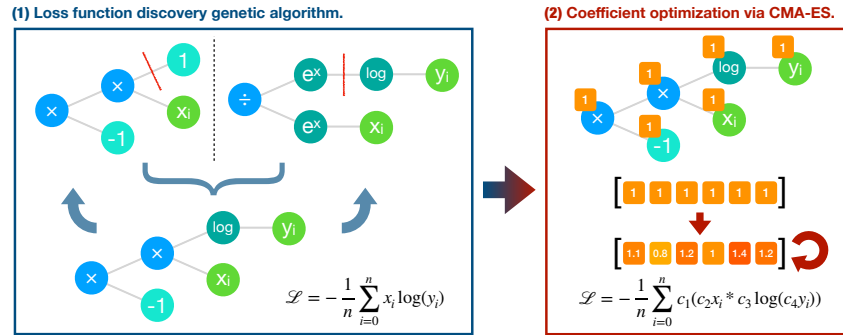 (1) Loss function discovery genetic algorithm.
× × 1 xᵢ -1
÷ eˣ log yᵢ eˣ xᵢ
× × log yᵢ xᵢ -1
ℒ = − 1/n ∑ᵢ₌₀ⁿ xᵢ log(yᵢ)
(2) Coefficient optimization via CMA-ES.
1 × 1 × 1 log 1 yᵢ 1 xᵢ 1 -1
[1 1 1 1 1 1]
[1.1 0.8 1.2 1 1.4 1.2]
ℒ = − 1/n ∑ᵢ₌₀ⁿ c₁(c₂xᵢ * c₃ log(c₄yᵢ))